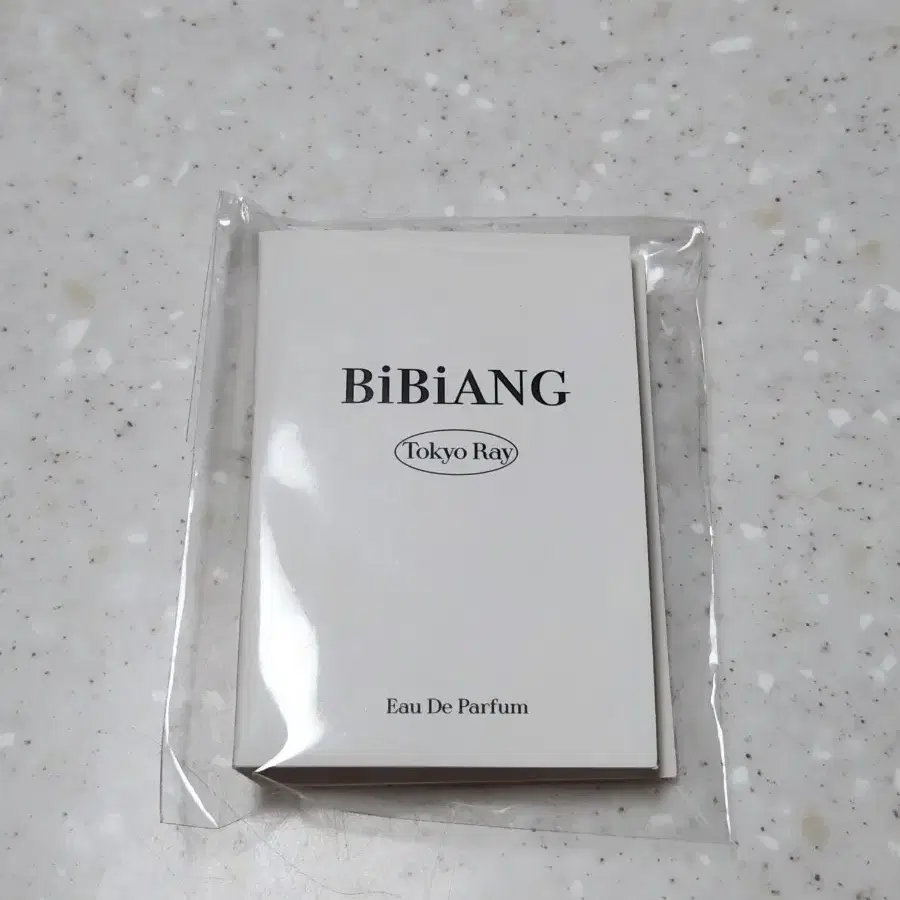 BiBiANG
Tokyo Ray
Eau De Parfum